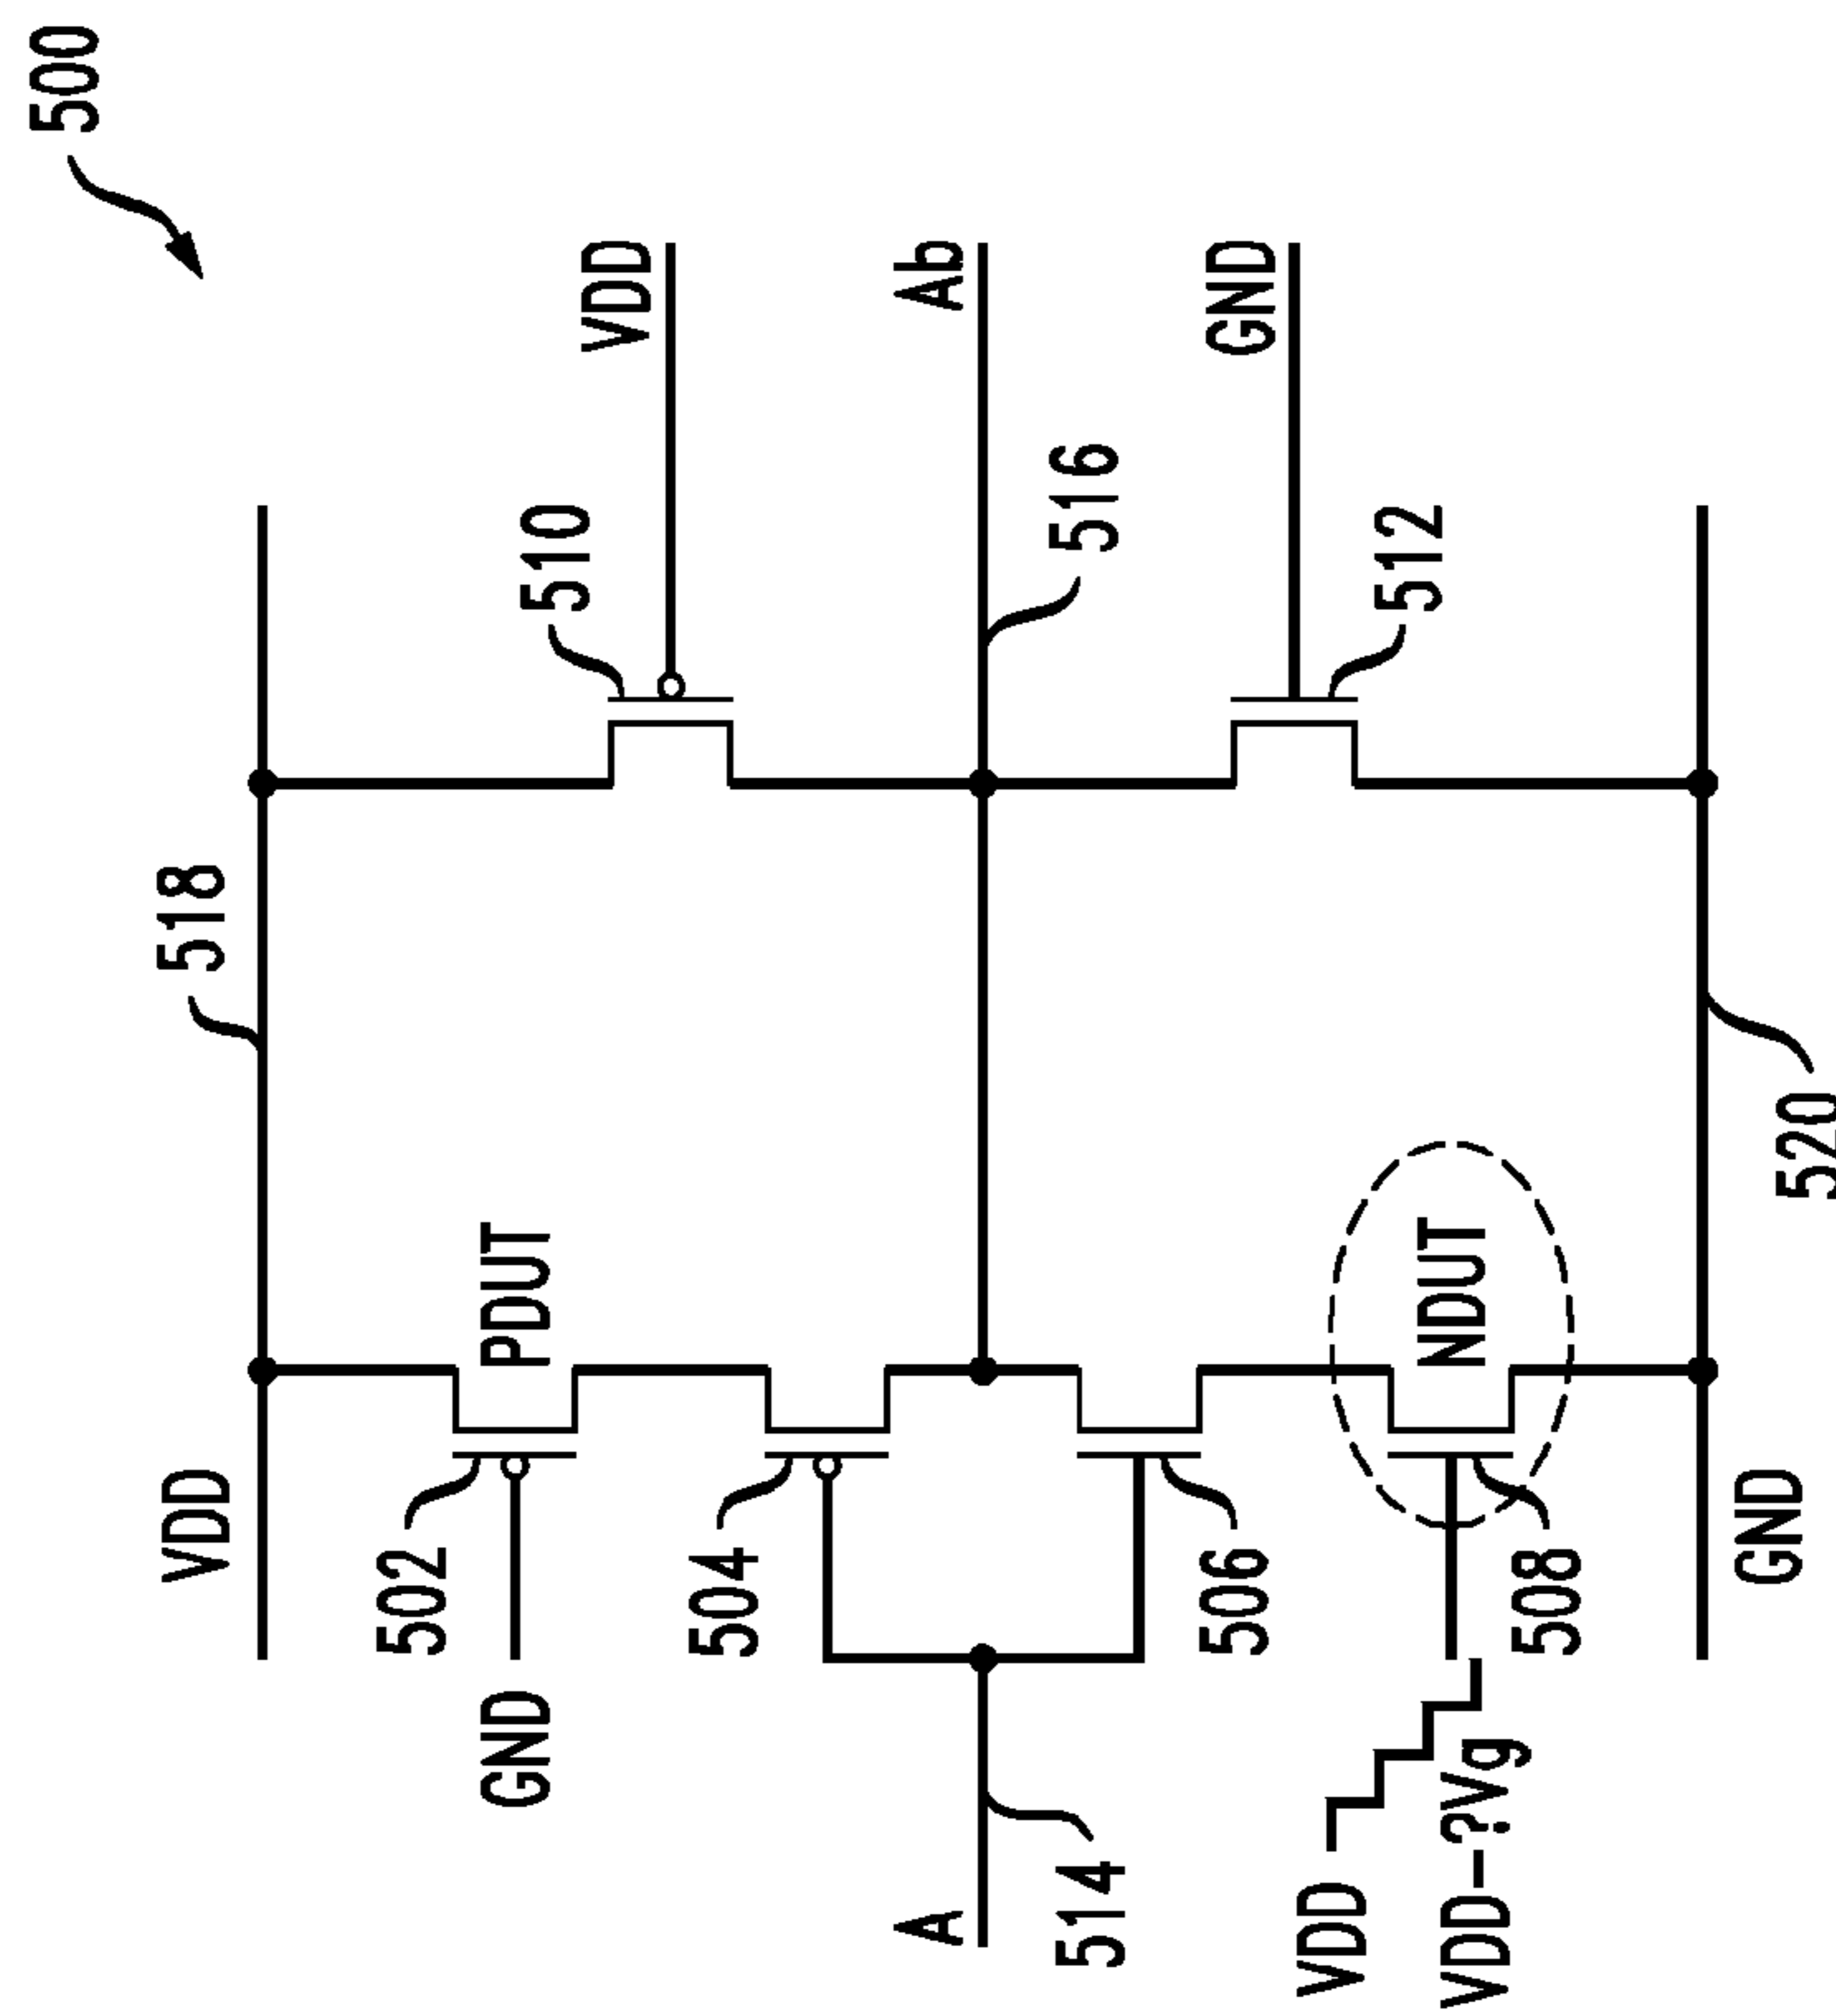 500
VDD
518
502
GND
PDUT
510
VDD
504
A
Ab
514
516
506
GND
VDD
512
NDUT
VDD-?Vg
508
GND
520